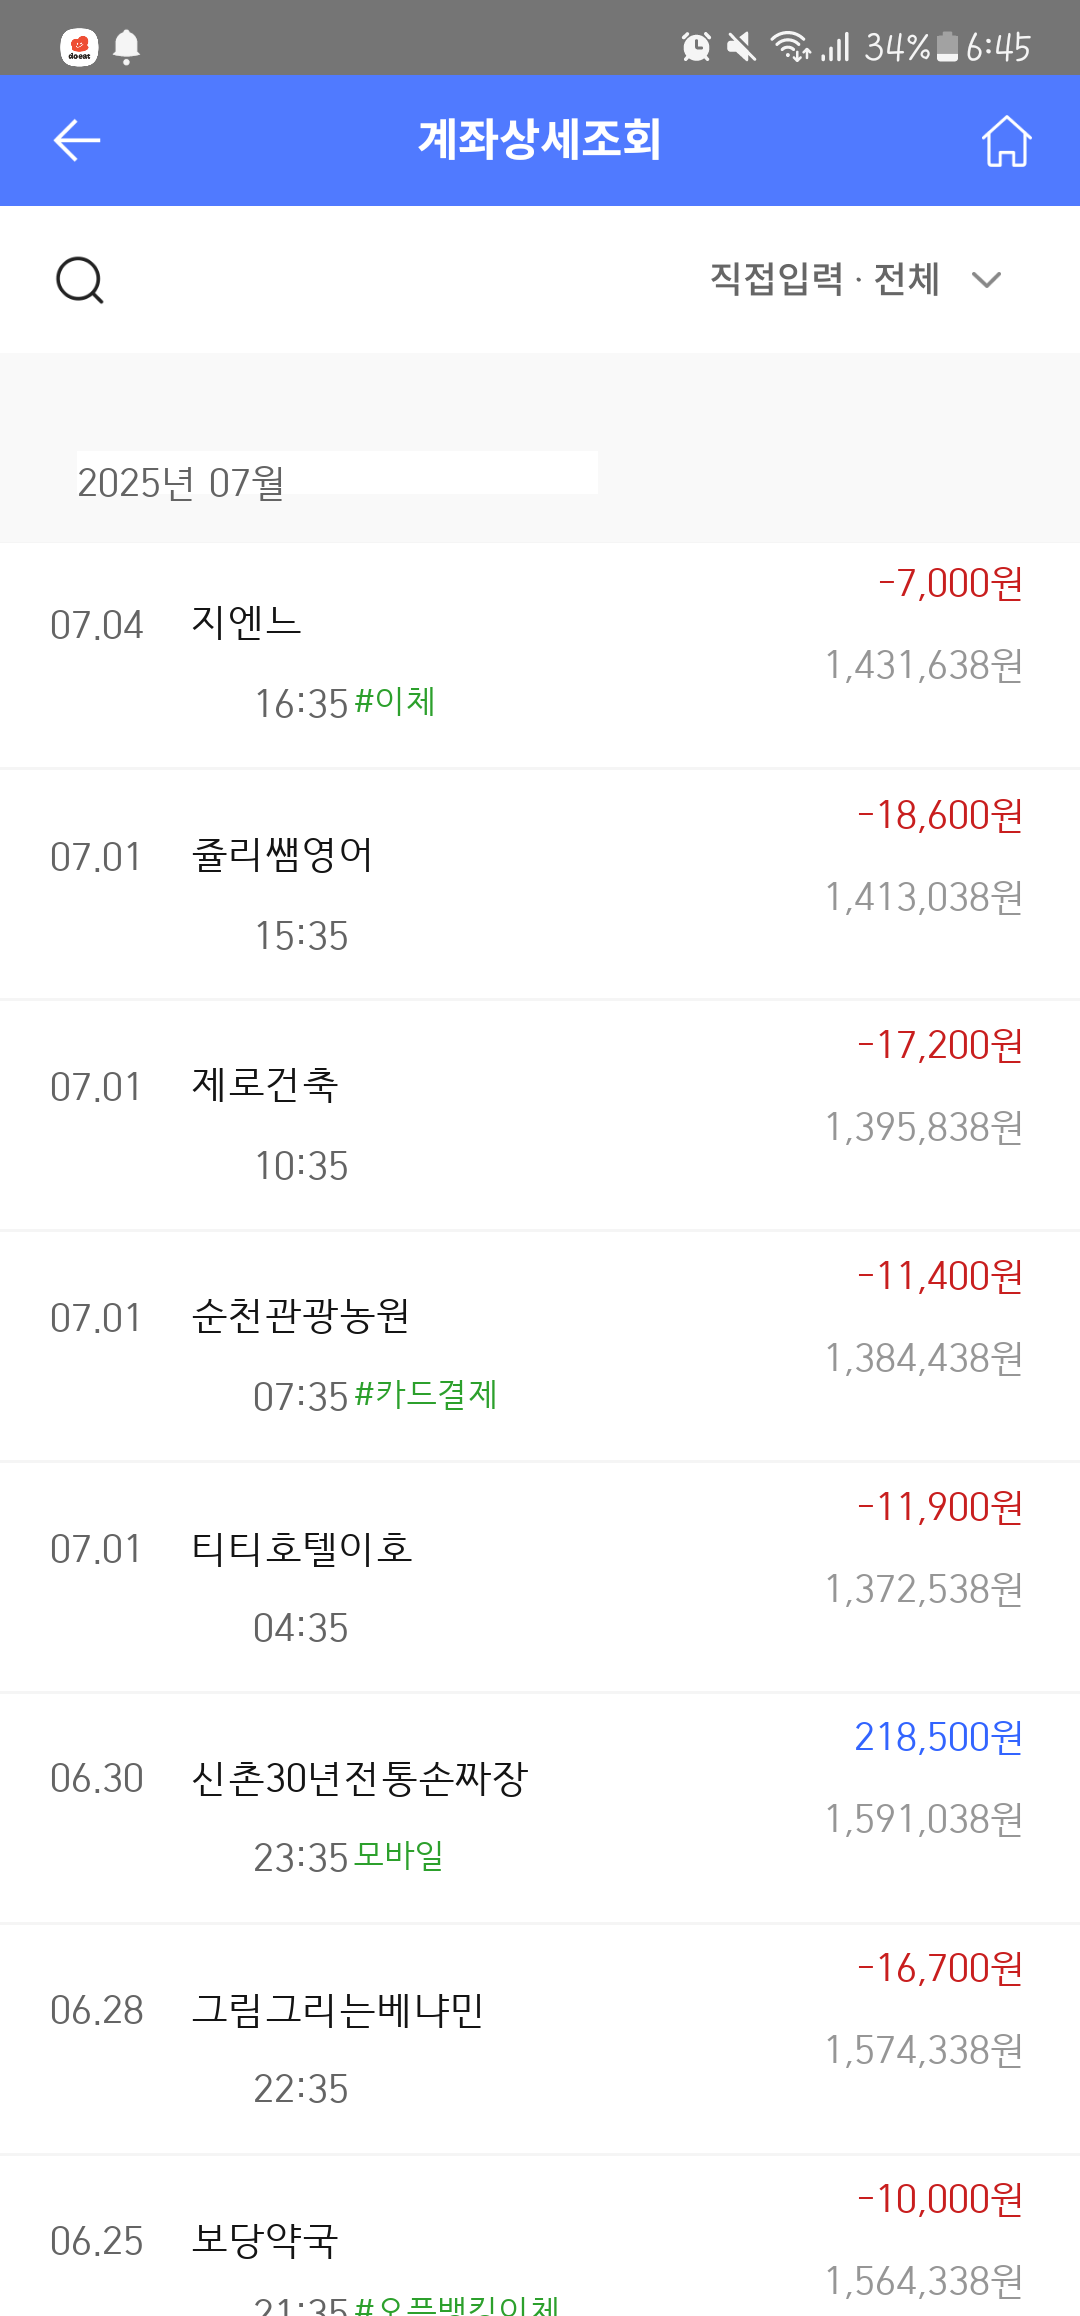 doeat
34% 6:45
계좌상세조회
직접입력 · 전체
2025년 07월
-7,000원
07.04 지엔느
1,431,638원
16:35 #이체
-18,600원
07.01 쥴리쌤영어
1,413,038원
15:35
-17,200원
07.01 제로건축
1,395,838원
10:35
-11,400원
07.01 순천관광농원
1,384,438원
07:35 #카드결제
-11,900원
07.01 티티호텔이호
1,372,538원
04:35
218,500원
06.30 신촌30년전통손짜장
1,591,038원
23:35 모바일
-16,700원
06.28 그림그리는베냐민
1,574,338원
22:35
-10,000원
06.25 보당약국
1,564,338원
21:35 #오픈뱅킹이체